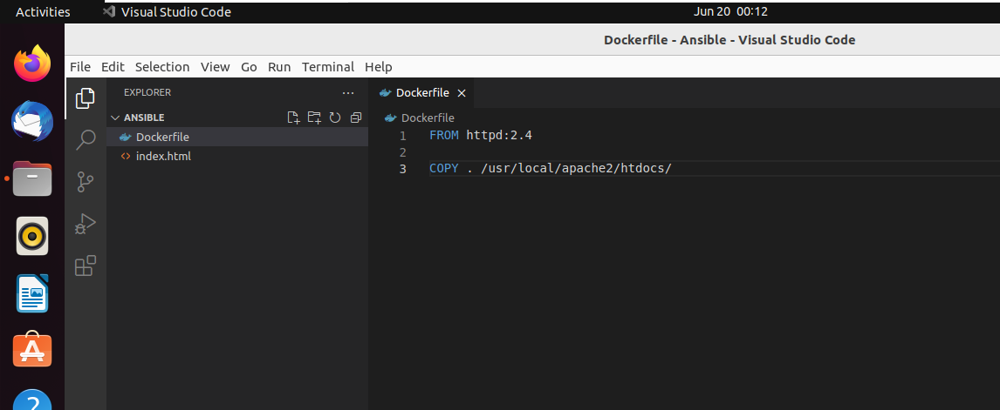 Activities Visual Studio Code Jun 20 00:12
Dockerfile - Ansible - Visual Studio Code
File Edit Selection View Go Run Terminal Help
EXPLORER ···
Dockerfile ×
ANSIBLE
Dockerfile
index.html
Dockerfile
1 FROM httpd:2.4
2
3 COPY . /usr/local/apache2/htdocs/